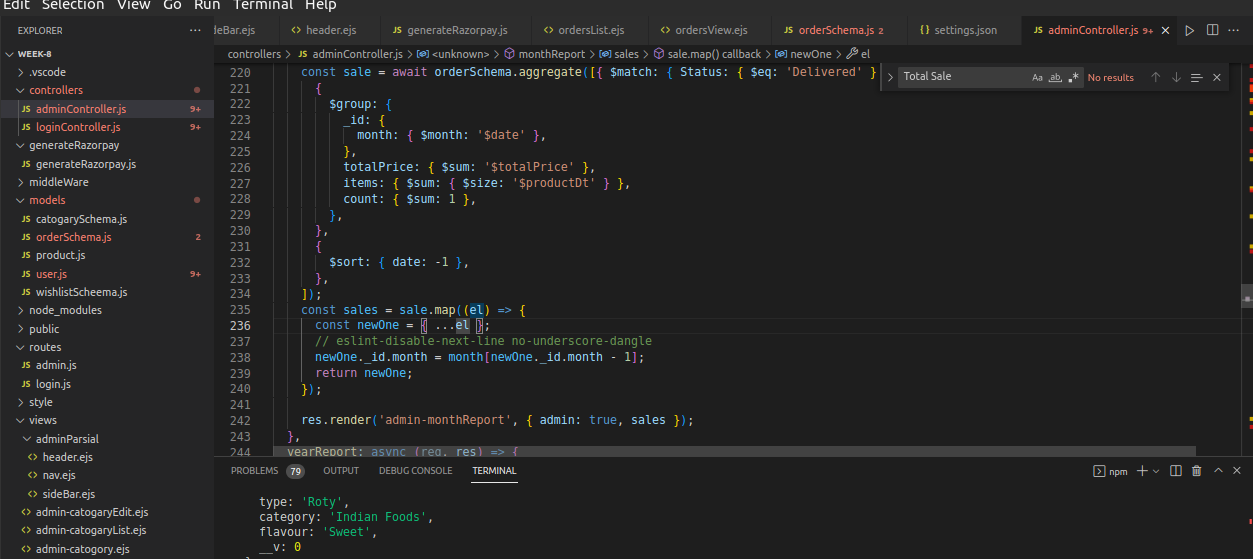 Edit Selection View Go Run Terminal Help
EXPLORER ···
deBar.ejs header.ejs JS generateRazorpay.js ordersList.ejs ordersView.ejs JS orderSchema.js 2 { } settings.json JS adminController.js 9+
WEEK-8
controllers > JS adminController.js > <unknown> > monthReport > sales > sale.map() callback > newOne > el
.vscode
controllers
JS adminController.js 9+
JS loginController.js 9+
generateRazorpay
JS generateRazorpay.js
middleWare
models
JS catogarySchema.js
JS orderSchema.js 2
JS product.js
JS user.js 9+
JS wishlistScheema.js
node_modules
public
routes
JS admin.js
JS login.js
style
views
adminParsial
header.ejs
nav.ejs
sideBar.ejs
admin-catogaryEdit.ejs
admin-catogaryList.ejs
admin-catogory.ejs
Total Sale Aa ab .* No results
220 const sale = await orderSchema.aggregate([{ $match: { Status: { $eq: 'Delivered' }
221 {
222 $group: {
223 _id: {
224 month: { $month: '$date' },
225 },
226 totalPrice: { $sum: '$totalPrice' },
227 items: { $sum: { $size: '$productDt' } },
228 count: { $sum: 1 },
229 },
230 },
231 {
232 $sort: { date: -1 },
233 },
234 ]);
235 const sales = sale.map((el) => {
236 const newOne = { ...el };
237 // eslint-disable-next-line no-underscore-dangle
238 newOne._id.month = month[newOne._id.month - 1];
239 return newOne;
240 });
241
242 res.render('admin-monthReport', { admin: true, sales });
243 },
244 yearReport: async (req, res) => {
PROBLEMS 79 OUTPUT DEBUG CONSOLE TERMINAL npm
type: 'Roty',
category: 'Indian Foods',
flavour: 'Sweet',
__v: 0